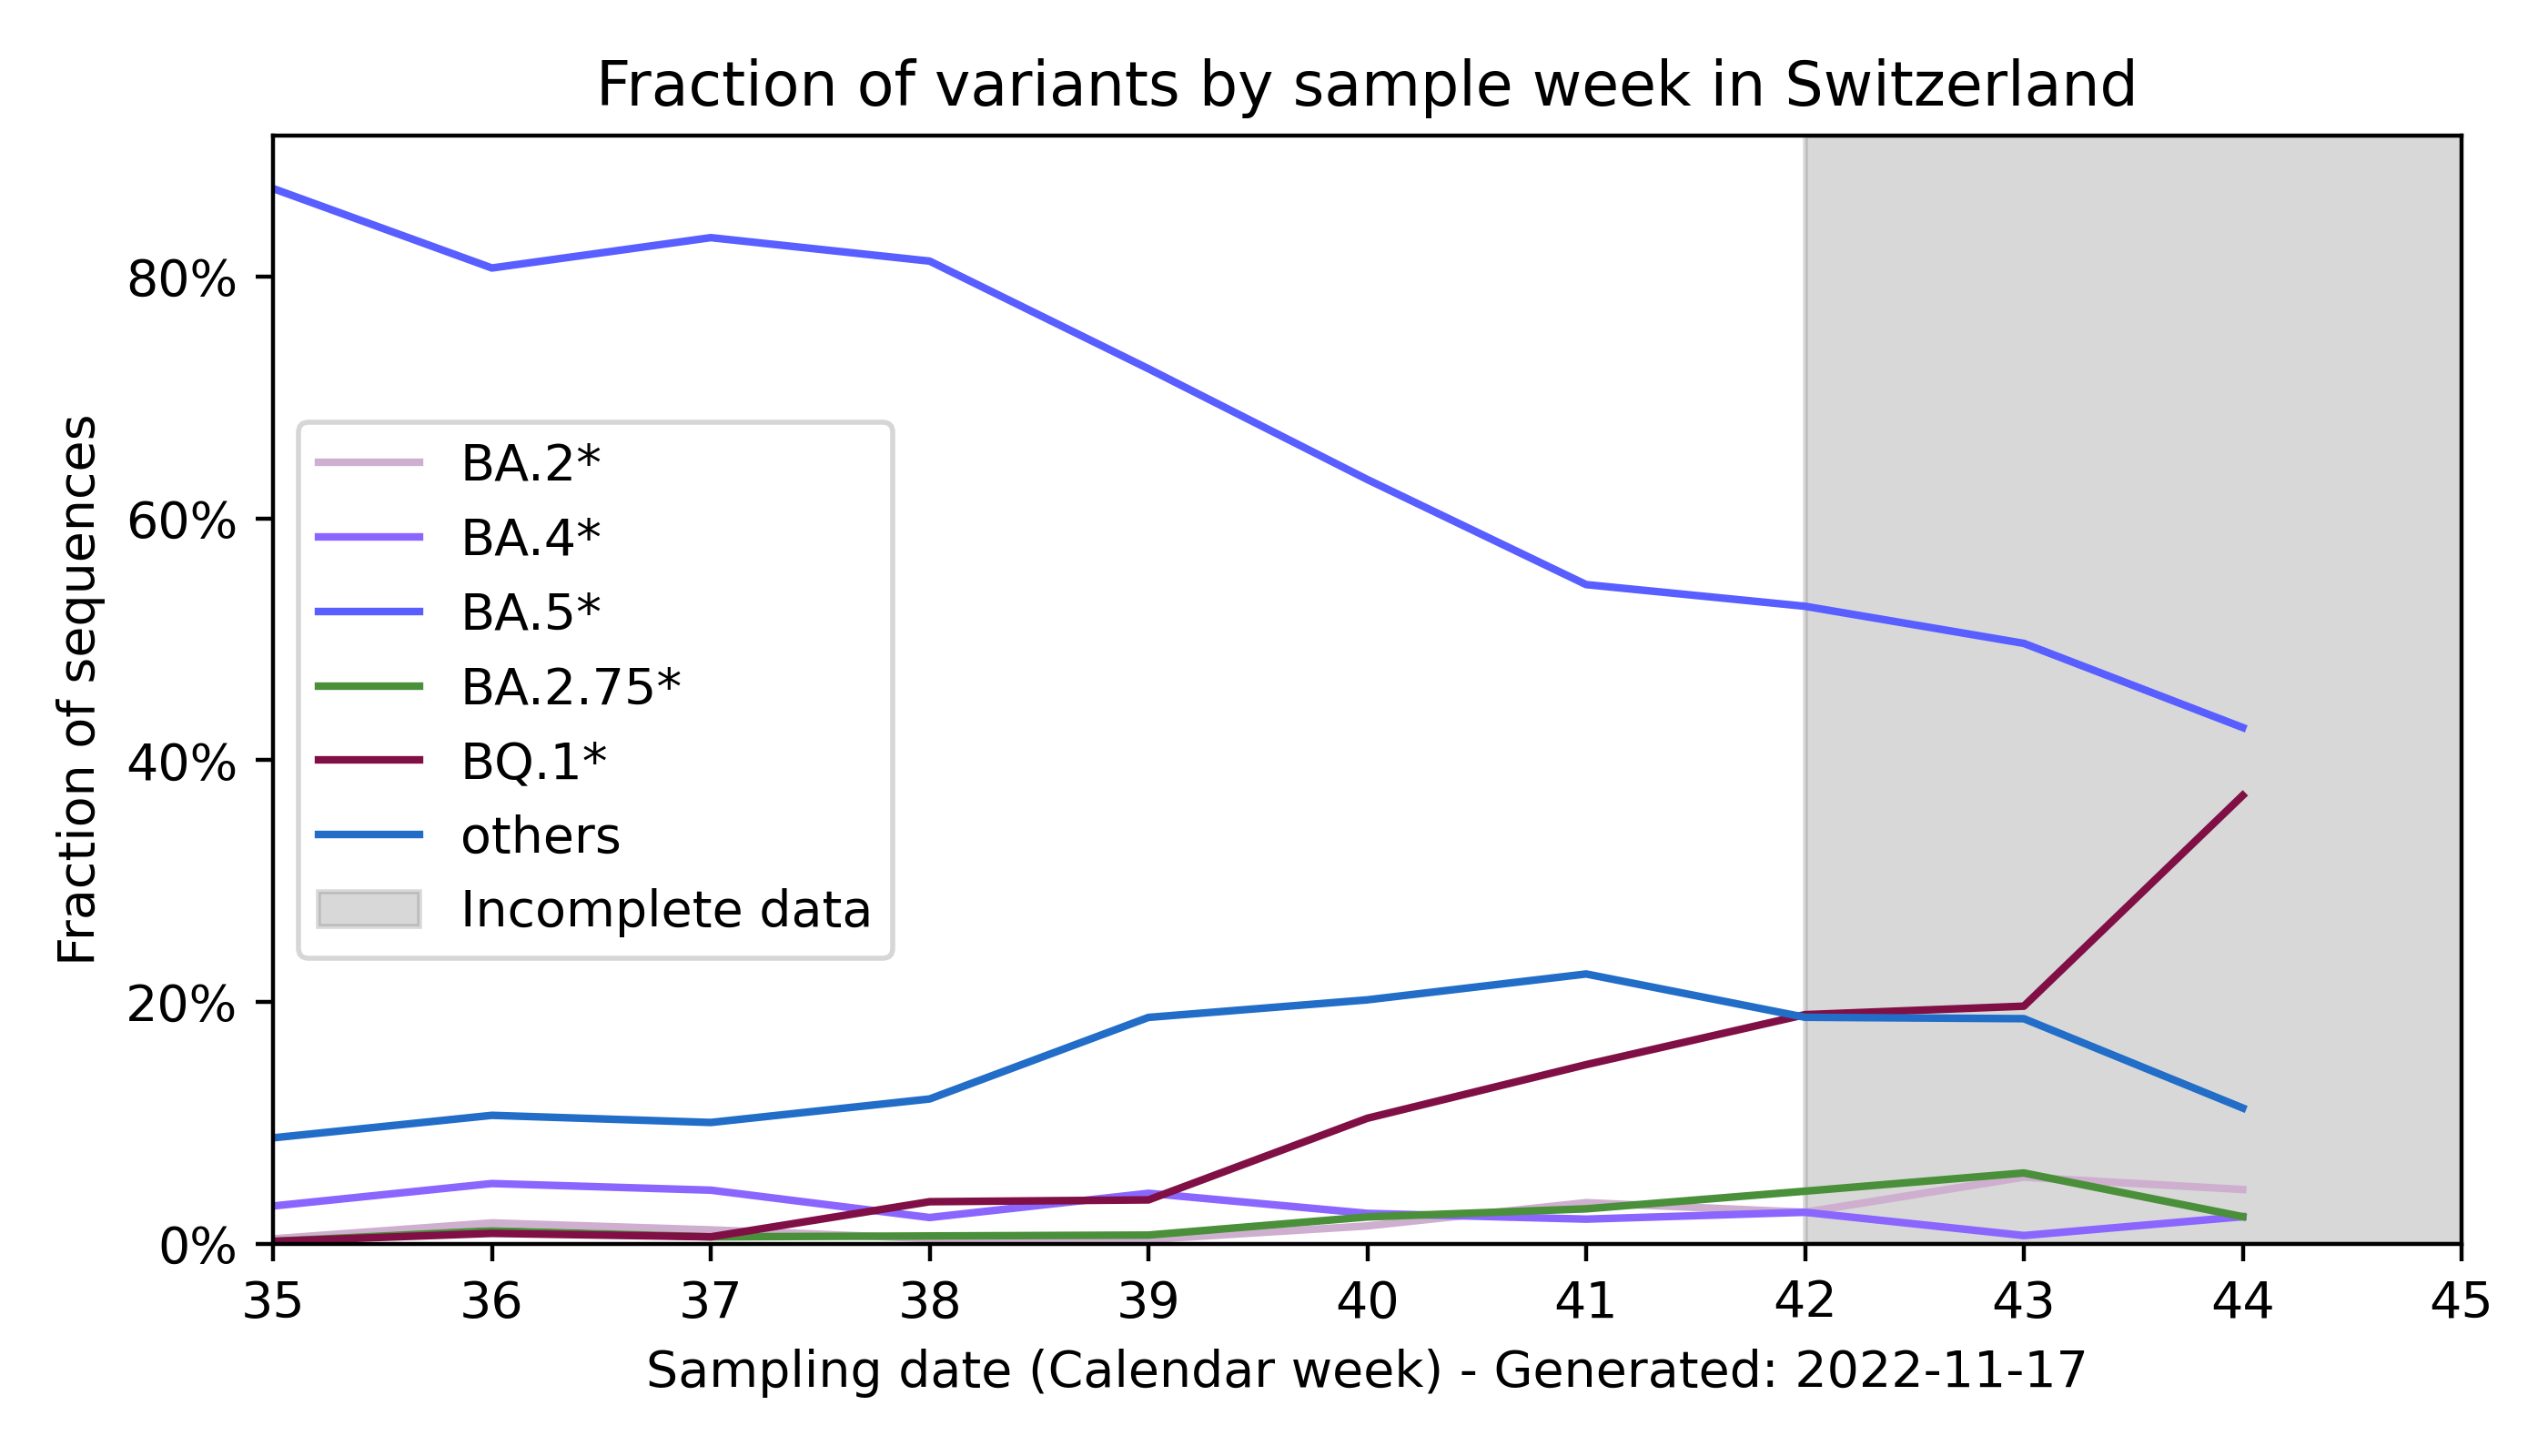 Fraction of variants by sample week in Switzerland
Fraction of sequences
80%
60%
40%
20%
0%
BA.2*
BA.4*
BA.5*
BA.2.75*
BQ.1*
others
Incomplete data
35 36 37 38 39 40 41 42 43 44 45
Sampling date (Calendar week) - Generated: 2022-11-17